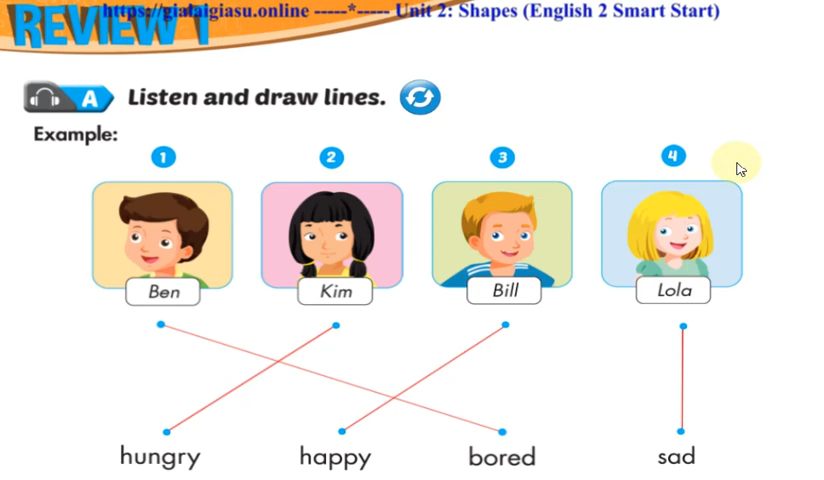 REVIEW 1
https://giataigiasu.online -----*----- Unit 2: Shapes (English 2 Smart Start)
A Listen and draw lines.
Example:
1 2 3 4
Ben Kim Bill Lola
hungry happy bored sad